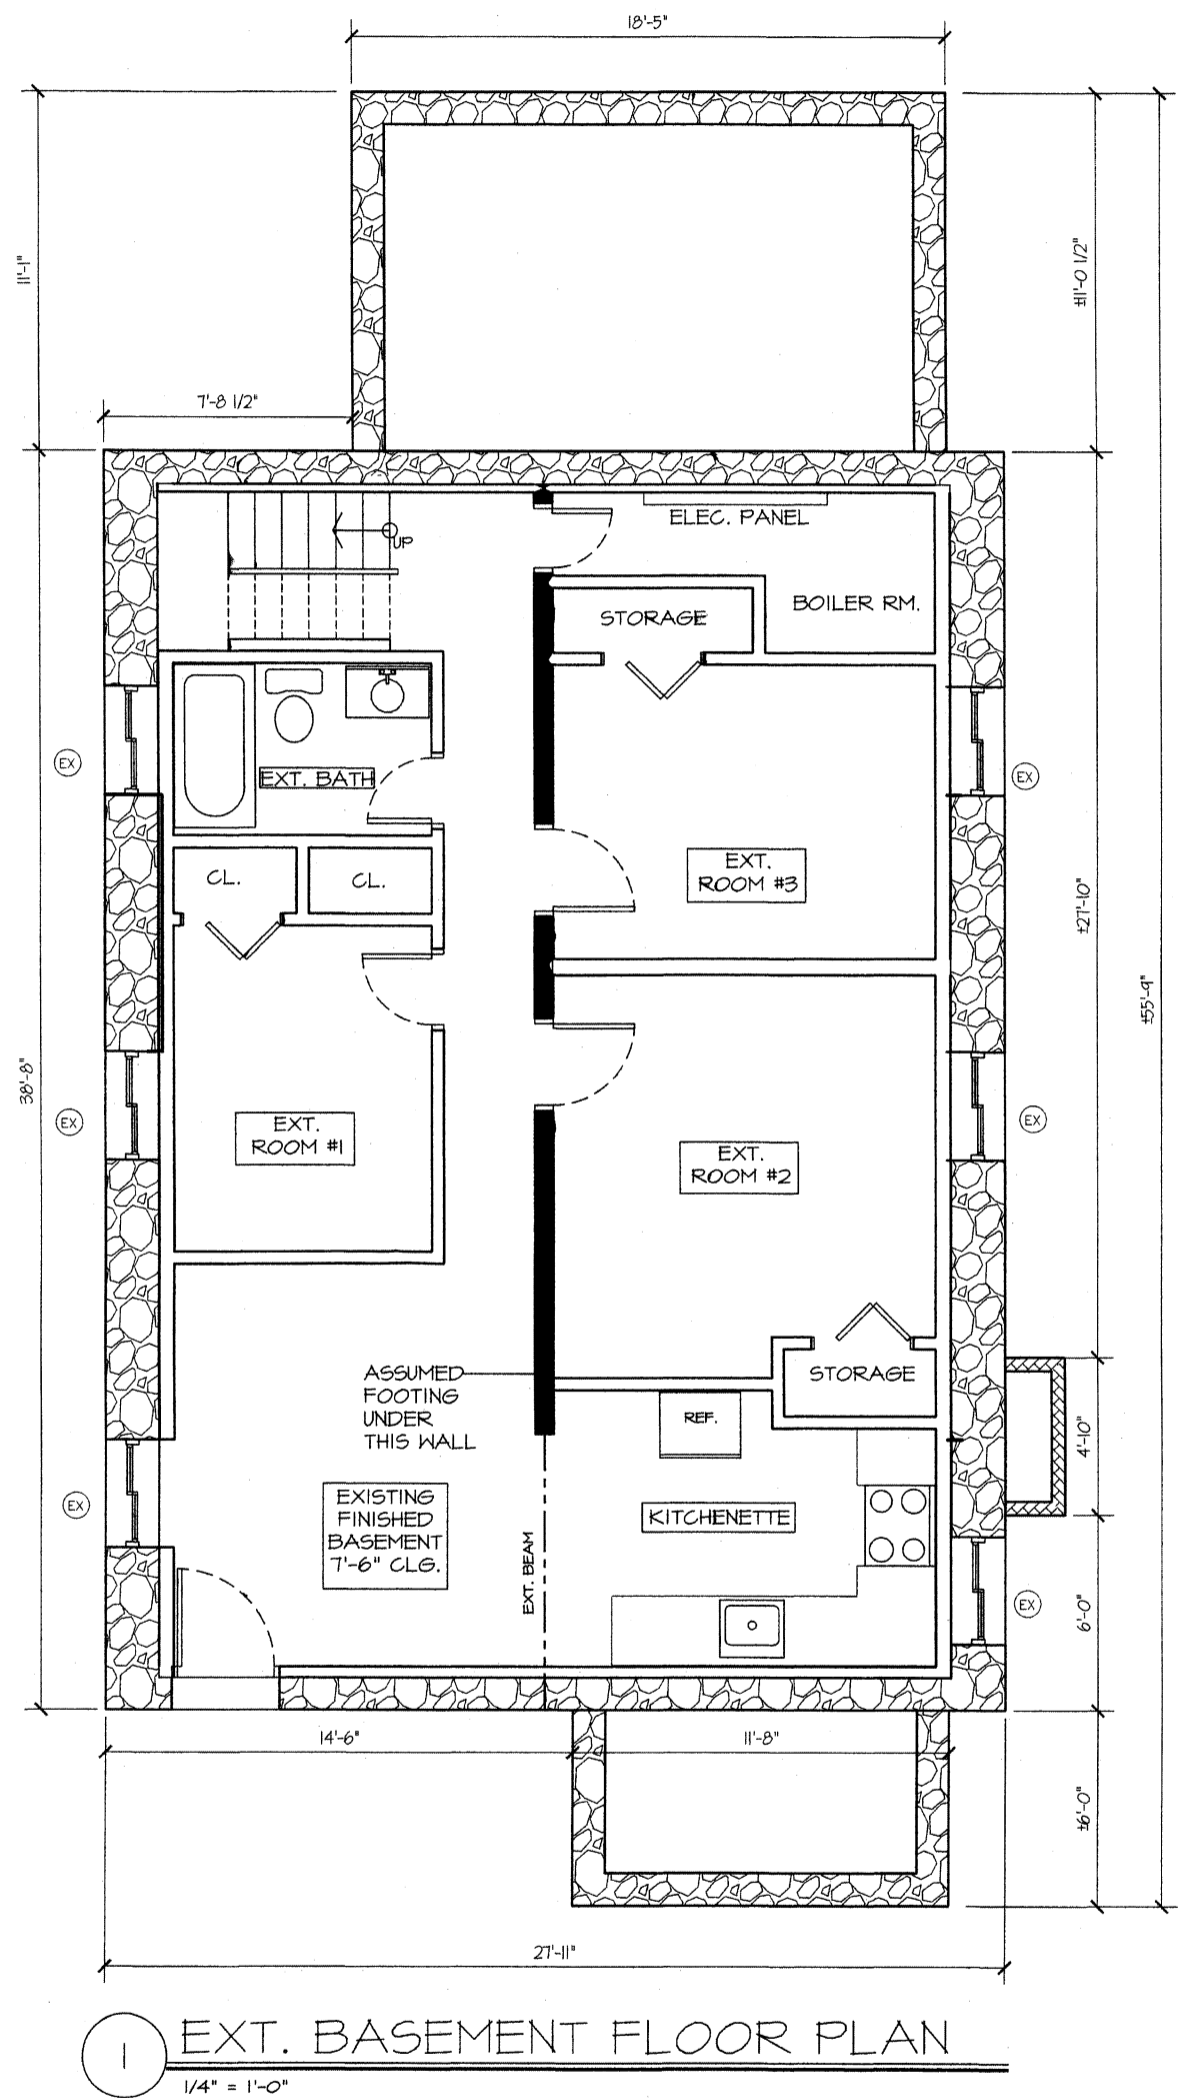 18'-5"
11'-1"
±11'-0 1/2"
7'-8 1/2"
ELEC. PANEL
UP
BOILER RM.
STORAGE
EX
EX
EXT. BATH
EXT.
ROOM #3
CL.
CL.
±27'-10"
±55'-9"
38'-8"
EX
EX
EXT.
ROOM #1
EXT.
ROOM #2
ASSUMED
FOOTING
UNDER
THIS WALL
STORAGE
REF.
4'-10"
EX
EXISTING
FINISHED
BASEMENT
7'-6" CLG.
KITCHENETTE
EXT. BEAM
EX
6'-0"
14'-6"
11'-8"
±6'-0"
27'-11"
1
EXT. BASEMENT FLOOR PLAN
1/4" = 1'-0"